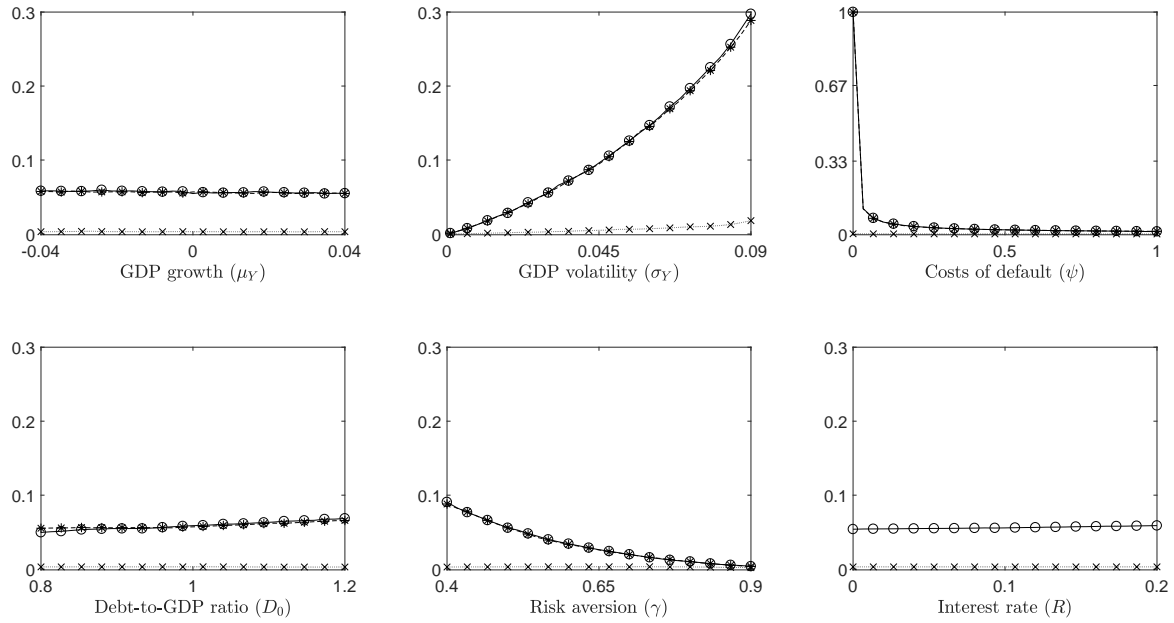 0.3 0.2 0.1 0
-0.04 0 0.04
GDP growth (μ_Y)
0.3 0.2 0.1 0
0 0.045 0.09
GDP volatility (σ_Y)
1 0.67 0.33 0
0 0.5 1
Costs of default (ψ)
0.3 0.2 0.1 0
0.8 1 1.2
Debt-to-GDP ratio (D_0)
0.3 0.2 0.1 0
0.4 0.65 0.9
Risk aversion (γ)
0.3 0.2 0.1 0
0 0.1 0.2
Interest rate (R)